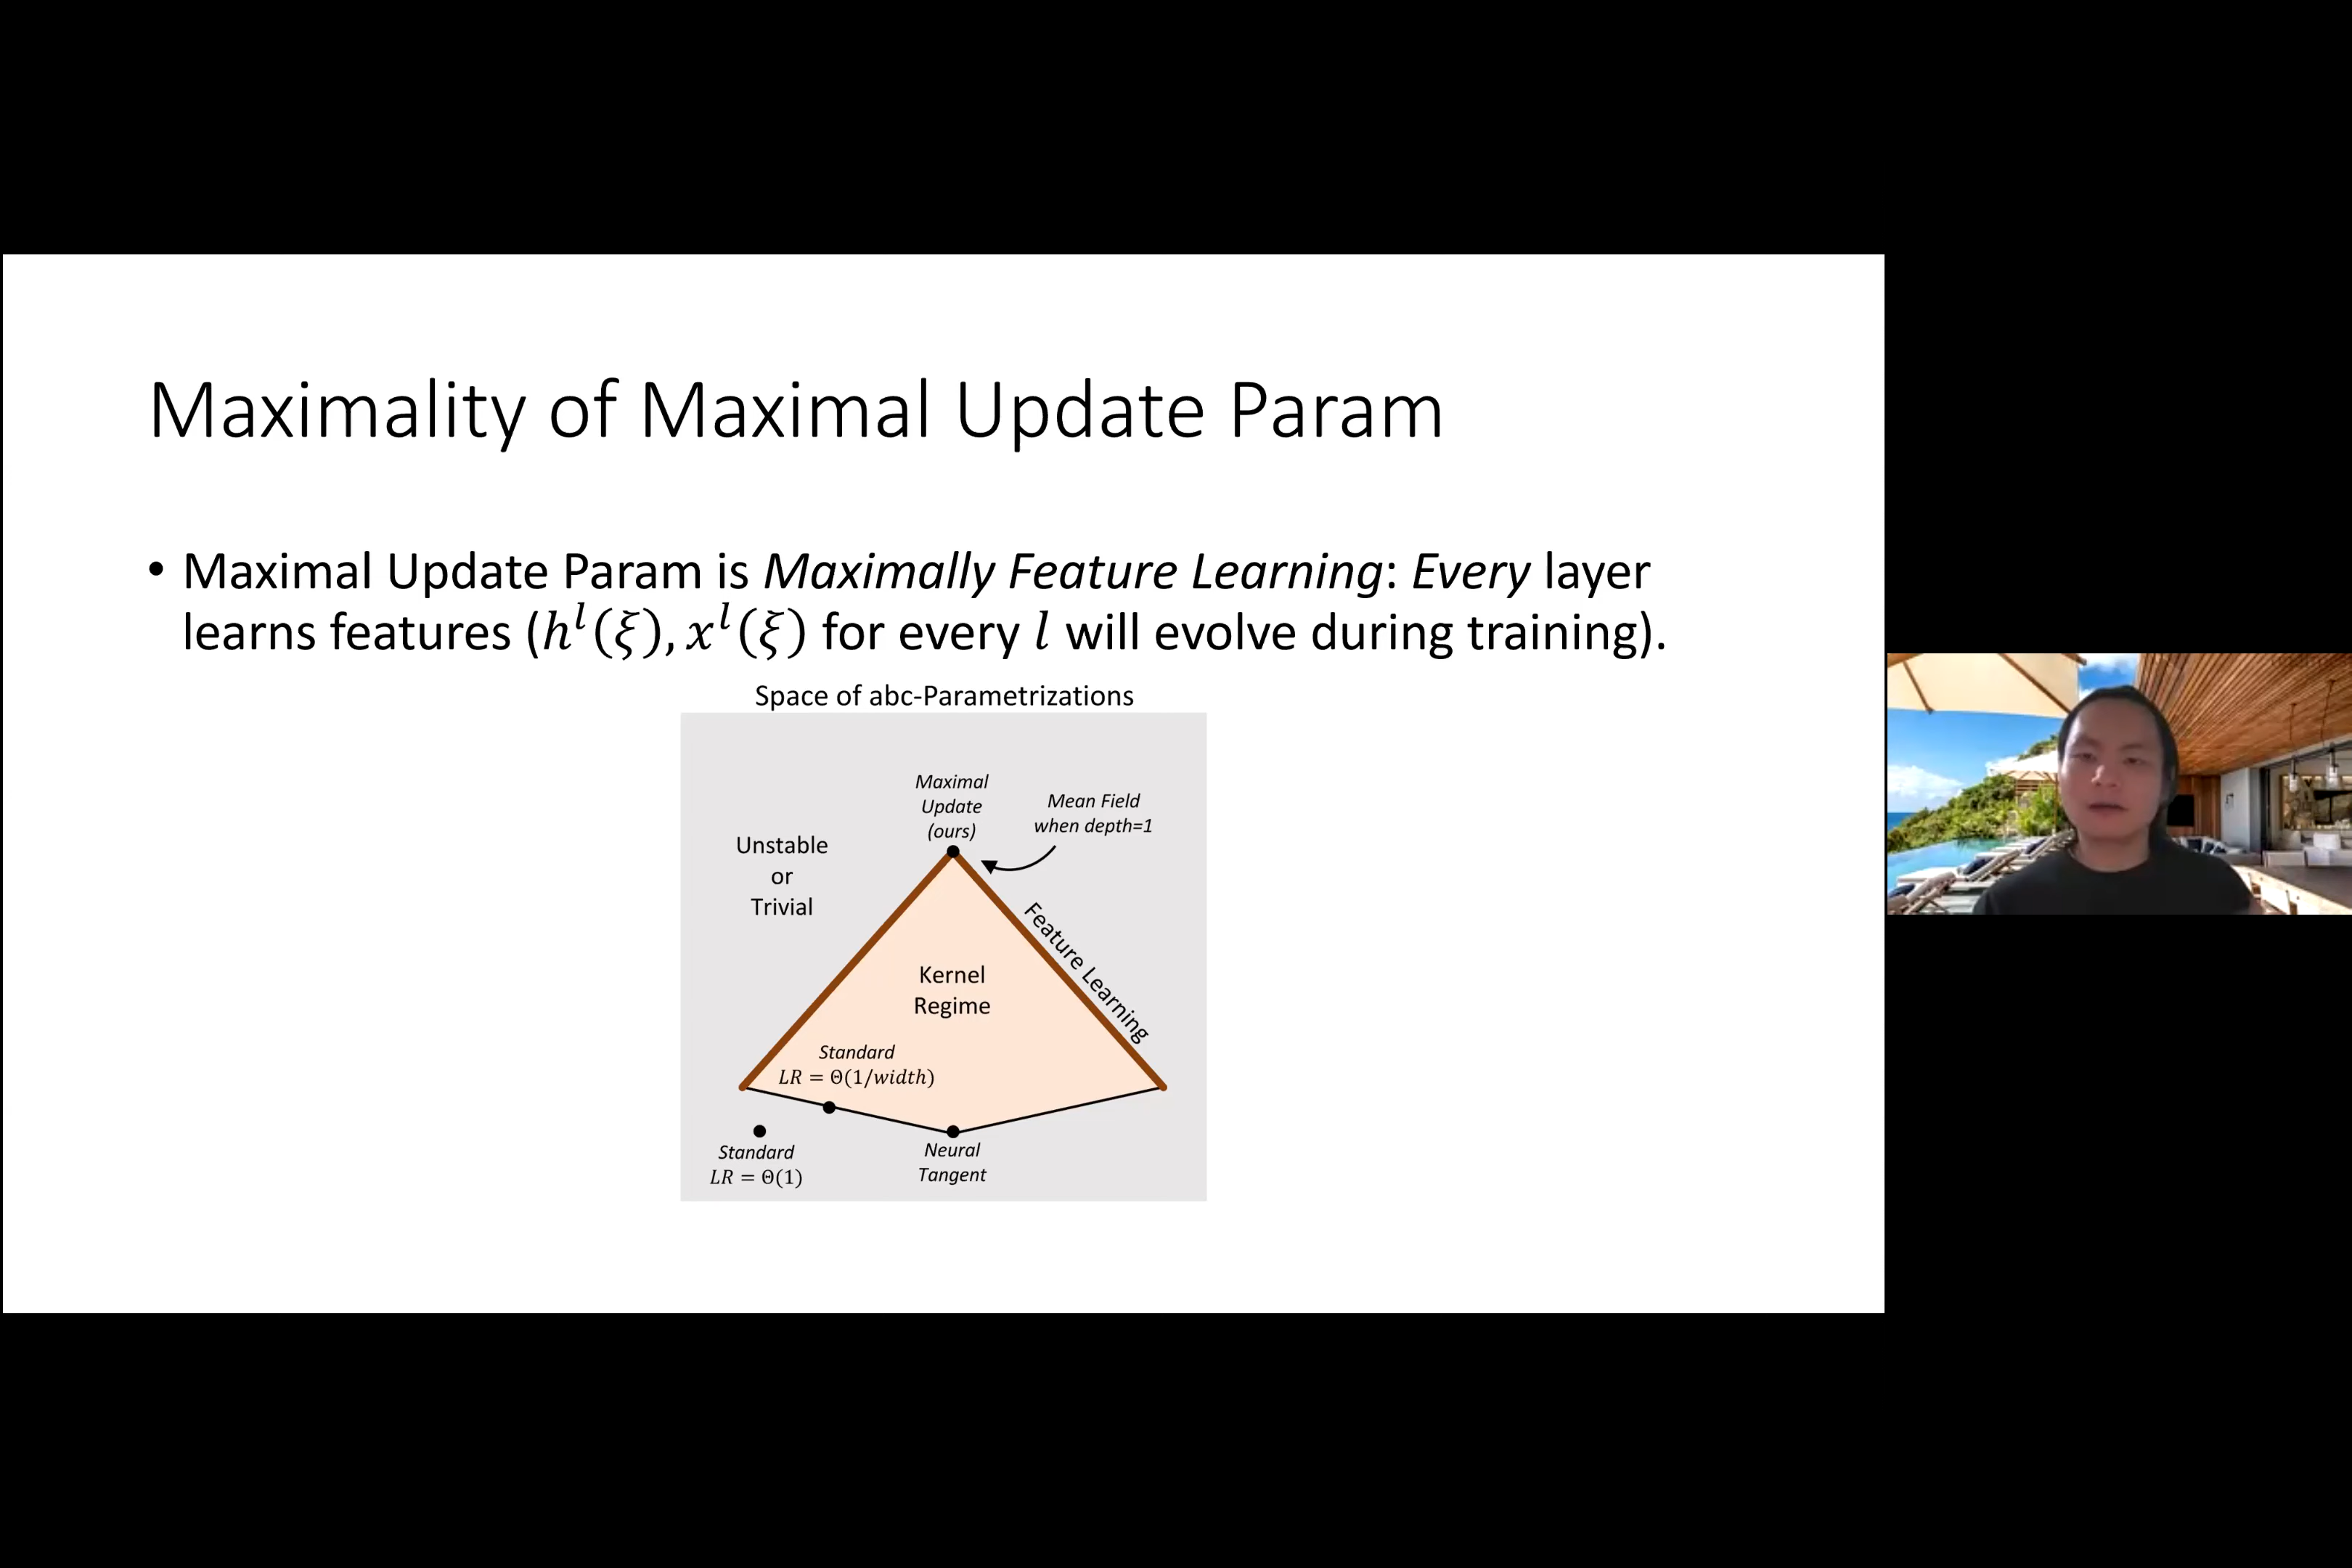 Maximality of Maximal Update Param
• Maximal Update Param is Maximally Feature Learning: Every layer
learns features (hˡ(ξ), xˡ(ξ) for every l will evolve during training).
Space of abc-Parametrizations
Maximal
Update
(ours)
Mean Field
when depth=1
Unstable
or
Trivial
Feature Learning
Kernel
Regime
Standard
LR = Θ(1/width)
Standard
LR = Θ(1)
Neural
Tangent